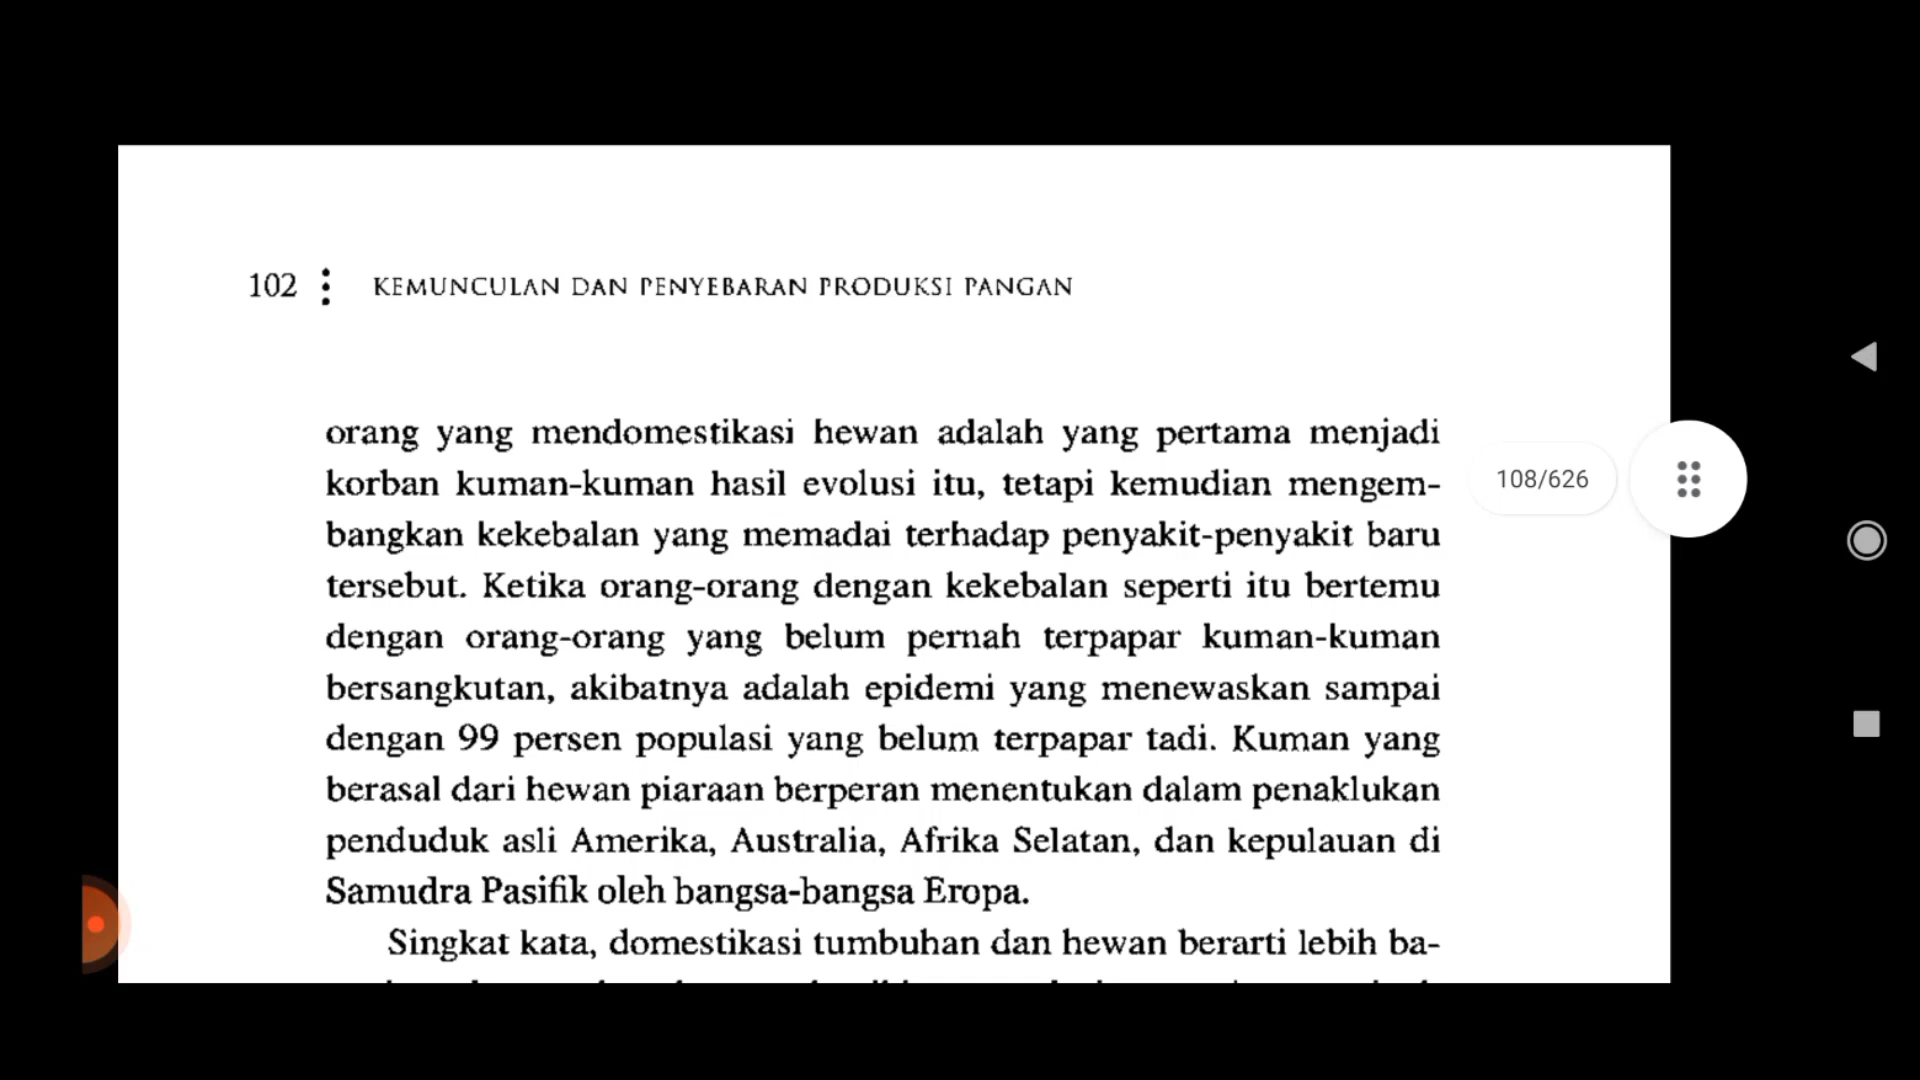 102 ⋮ KEMUNCULAN DAN PENYEBARAN PRODUKSI PANGAN
orang yang mendomestikasi hewan adalah yang pertama menjadi
korban kuman-kuman hasil evolusi itu, tetapi kemudian mengem-
108/626
bangkan kekebalan yang memadai terhadap penyakit-penyakit baru
tersebut. Ketika orang-orang dengan kekebalan seperti itu bertemu
dengan orang-orang yang belum pernah terpapar kuman-kuman
bersangkutan, akibatnya adalah epidemi yang menewaskan sampai
dengan 99 persen populasi yang belum terpapar tadi. Kuman yang
berasal dari hewan piaraan berperan menentukan dalam penaklukan
penduduk asli Amerika, Australia, Afrika Selatan, dan kepulauan di
Samudra Pasifik oleh bangsa-bangsa Eropa.
Singkat kata, domestikasi tumbuhan dan hewan berarti lebih ba-